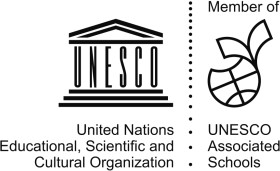 Member of
UNESCO
United Nations
Educational, Scientific and
Cultural Organization
UNESCO
Associated
Schools